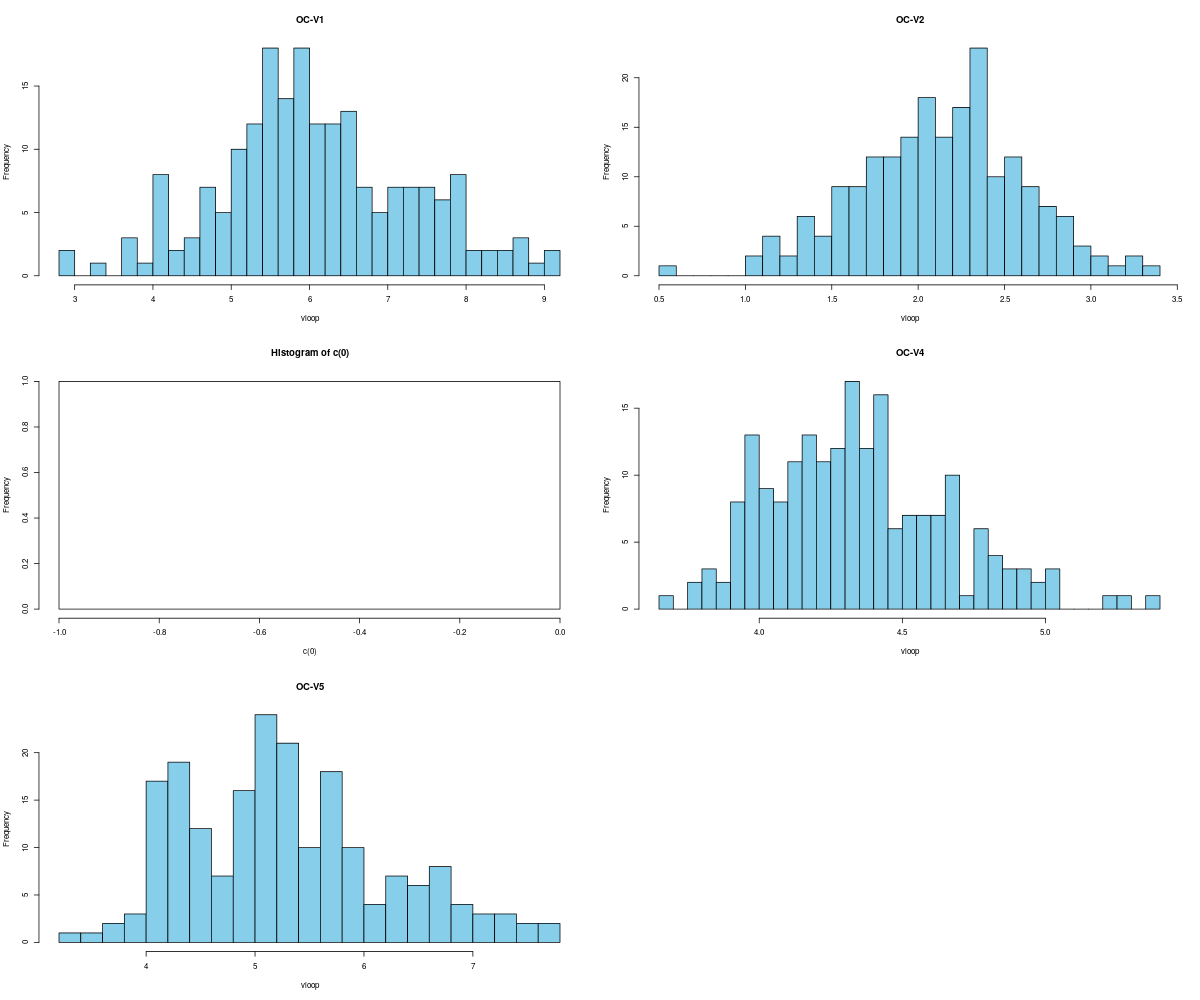 OC-V1
Frequency
0 5 10 15
3 4 5 6 7 8 9
vloop
OC-V2
Frequency
0 5 10 15 20
0.5 1.0 1.5 2.0 2.5 3.0 3.5
vloop
Histogram of c(0)
Frequency
0.0 0.2 0.4 0.6 0.8 1.0
-1.0 -0.8 -0.6 -0.4 -0.2 0.0
c(0)
OC-V4
Frequency
0 5 10 15
4.0 4.5 5.0
vloop
OC-V5
Frequency
0 5 10 15 20
4 5 6 7
vloop